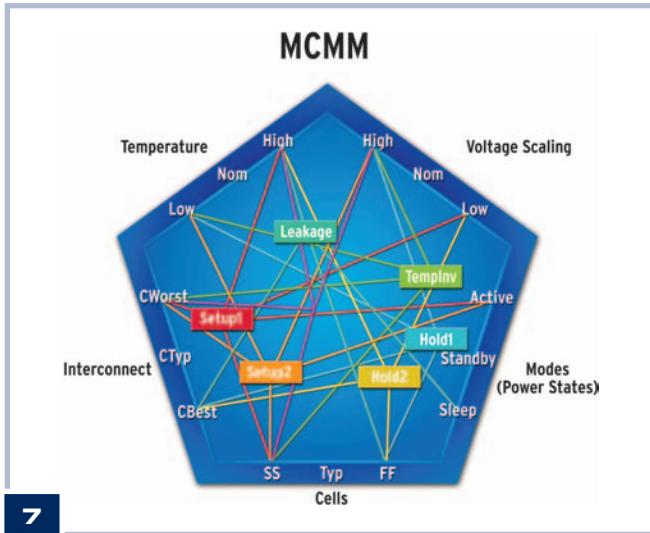 MCMM
Temperature
High
High
Voltage Scaling
Nom
Nom
Low
Low
Leakage
TempInv
CWorst
Active
Setup1
Hold1
Interconnect
CTyp
Standby
Modes
(Power States)
Setup2
Hold2
CBest
Sleep
SS
Typ
FF
Cells
7